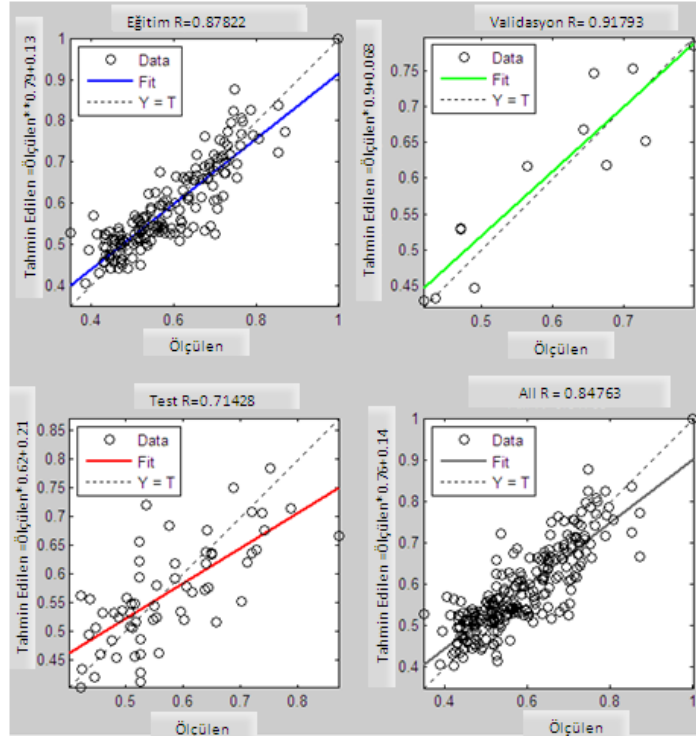 Eğitim R=0.87822
Tahmin Edilen =Ölçülen**0.79+0.13
Data
Fit
Y = T
1
0.9
0.8
0.7
0.6
0.5
0.4
0.4 0.6 0.8 1
Ölçülen
Validasyon R= 0.91793
Tahmin Edilen =Ölçülen*0.9+0.068
Data
Fit
Y = T
0.75
0.7
0.65
0.6
0.55
0.5
0.45
0.5 0.6 0.7
Ölçülen
Test R=0.71428
Tahmin Edilen =Ölçülen*0.62+0.21
Data
Fit
Y = T
0.85
0.8
0.75
0.7
0.65
0.6
0.55
0.5
0.45
0.5 0.6 0.7 0.8
Ölçülen
All R = 0.84763
Tahmin Edilen =Ölçülen*0.76+0.14
Data
Fit
Y = T
1
0.9
0.8
0.7
0.6
0.5
0.4
0.4 0.6 0.8 1
Ölçülen